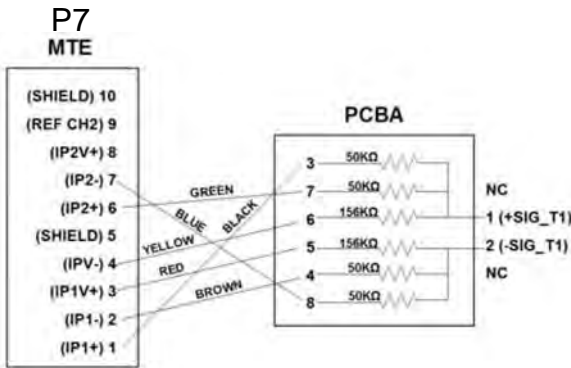 P7
MTE
(SHIELD) 10
(REF CH2) 9
(IP2V+) 8
(IP2-) 7
(IP2+) 6
(SHIELD) 5
(IPV-) 4
(IP1V+) 3
(IP1-) 2
(IP1+) 1
GREEN
BLUE
BLACK
YELLOW
RED
BROWN
PCBA
3 50KΩ
7 50KΩ
6 156KΩ
5 156KΩ
4 50KΩ
8 50KΩ
NC
1 (+SIG_T1)
2 (-SIG_T1)
NC